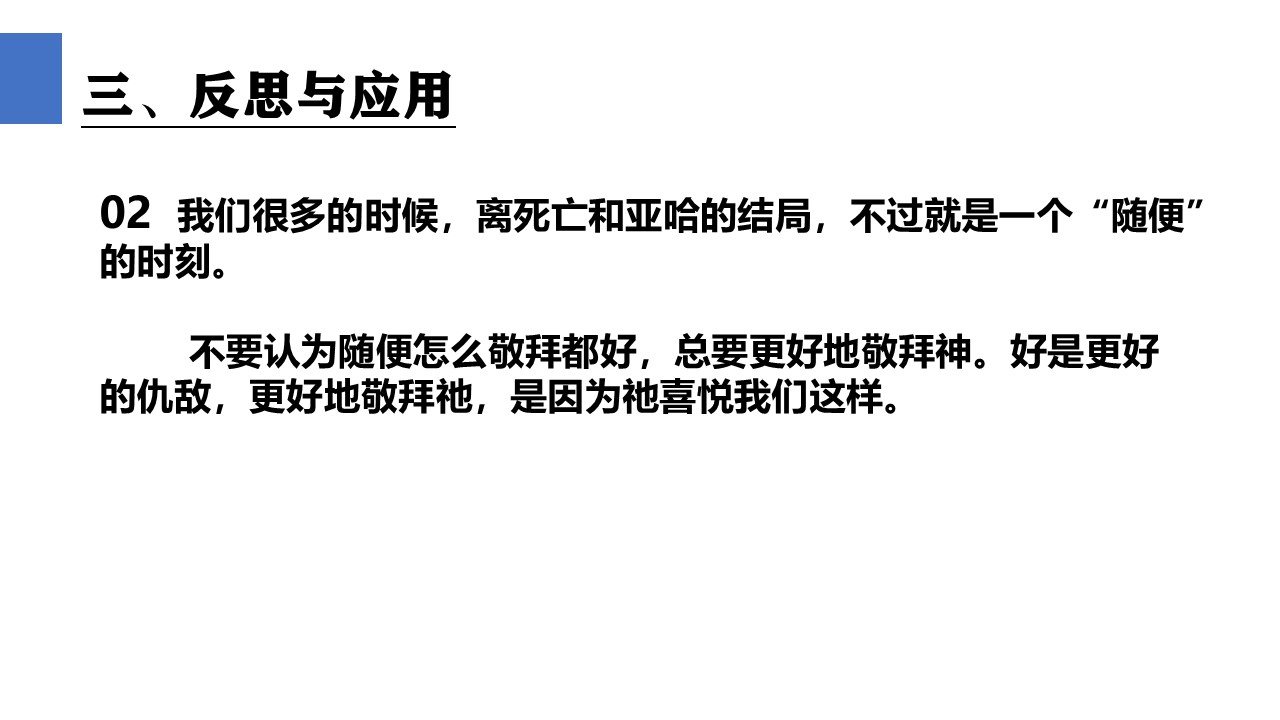 三、反思与应用
02 我们很多的时候，离死亡和亚哈的结局，不过就是一个“随便”
的时刻。
不要认为随便怎么敬拜都好，总要更好地敬拜神。好是更好
的仇敌，更好地敬拜祂，是因为祂喜悦我们这样。